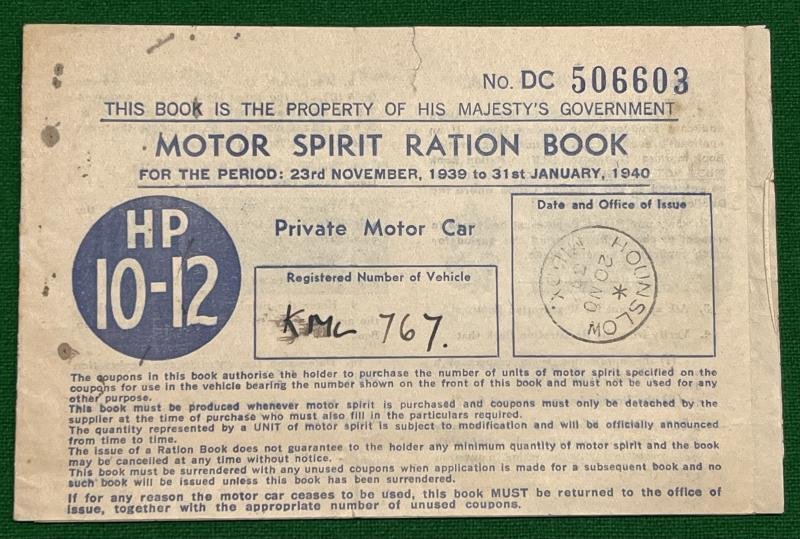 No. DC 506603
THIS BOOK IS THE PROPERTY OF HIS MAJESTY'S GOVERNMENT
MOTOR SPIRIT RATION BOOK
FOR THE PERIOD: 23rd NOVEMBER, 1939 to 31st JANUARY, 1940
HP
10-12
Private Motor Car
Registered Number of Vehicle
KML 767.
Date and Office of Issue
HOUNSLOW
20 NO
39
The coupons in this book authorise the holder to purchase the number of units of motor spirit specified on the
coupons for use in the vehicle bearing the number shown on the front of this book and must not be used for any
other purpose.
This book must be produced whenever motor spirit is purchased and coupons must only be detached by the
supplier at the time of purchase who must also fill in the particulars required.
The quantity represented by a UNIT of motor spirit is subject to modification and will be officially announced
from time to time.
The issue of a Ration Book does not guarantee to the holder any minimum quantity of motor spirit and the book
may be cancelled at any time without notice.
This book must be surrendered with any unused coupons when application is made for a subsequent book and no
such book will be issued unless this book has been surrendered.
If for any reason the motor car ceases to be used, this book MUST be returned to the office of
issue, together with the appropriate number of unused coupons.